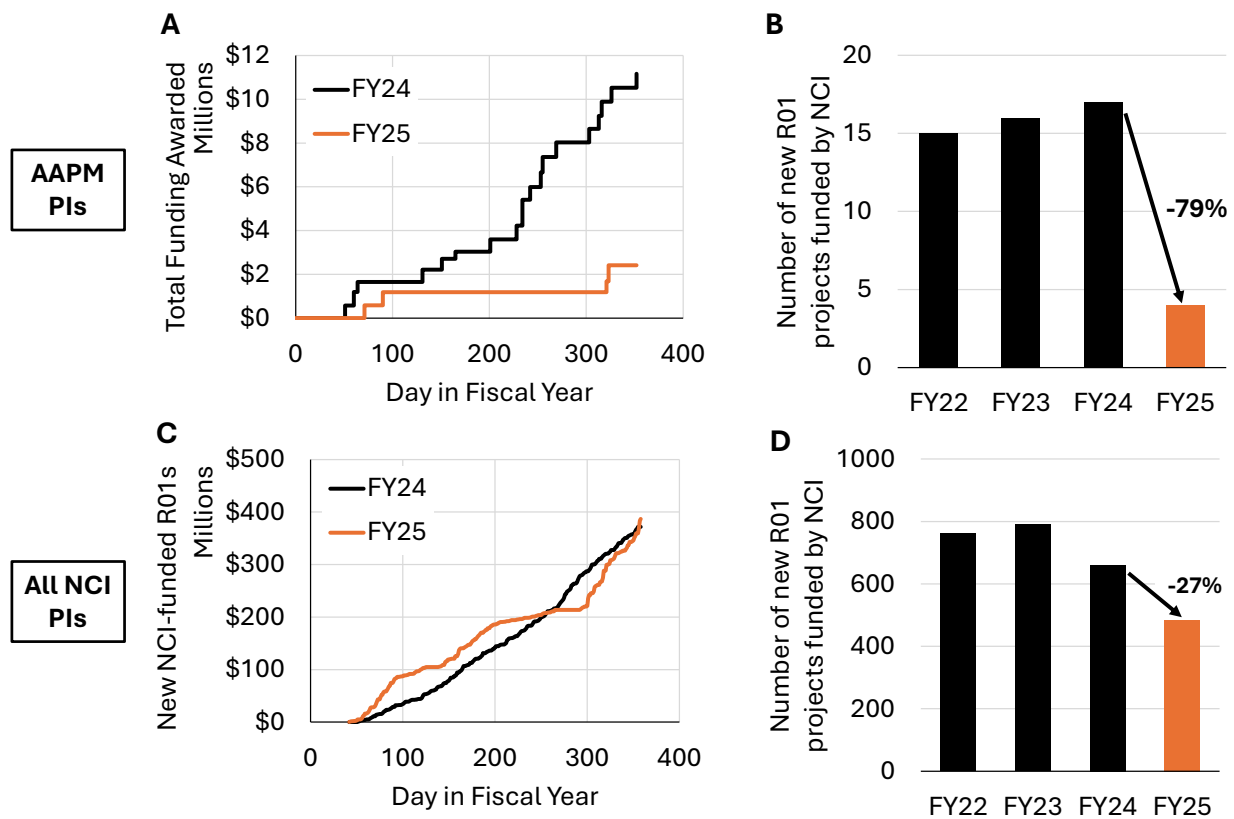 A
Total Funding Awarded
Millions
$12
$10
$8
$6
$4
$2
$0
FY24
FY25
0
100
200
300
400
Day in Fiscal Year
AAPM
PIs
B
Number of new R01
projects funded by NCI
20
15
10
5
0
-79%
FY22
FY23
FY24
FY25
C
New NCI-funded R01s
Millions
$500
$400
$300
$200
$100
$0
FY24
FY25
0
100
200
300
400
Day in Fiscal Year
All NCI
PIs
D
Number of new R01
projects funded by NCI
1000
800
600
400
200
0
-27%
FY22
FY23
FY24
FY25